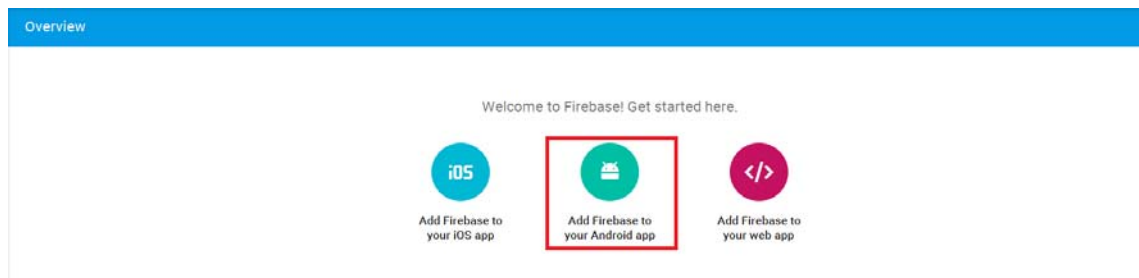 Overview
Welcome to Firebase! Get started here.
iOS
</>
Add Firebase to
your iOS app
Add Firebase to
your Android app
Add Firebase to
your web app